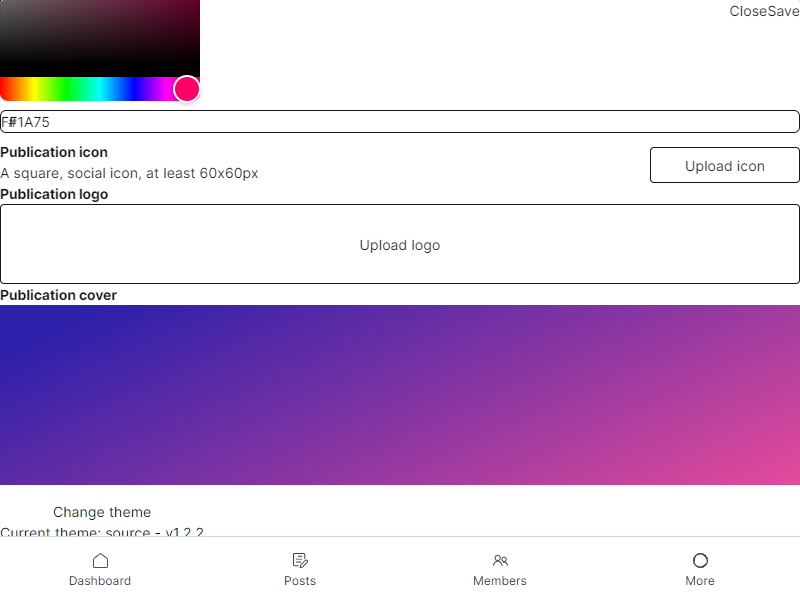 CloseSave
#FF1A75
Publication icon
A square, social icon, at least 60x60px
Upload icon
Publication logo
Upload logo
Publication cover
Change theme
Current theme: source - v1.2.2
Dashboard
Posts
Members
More